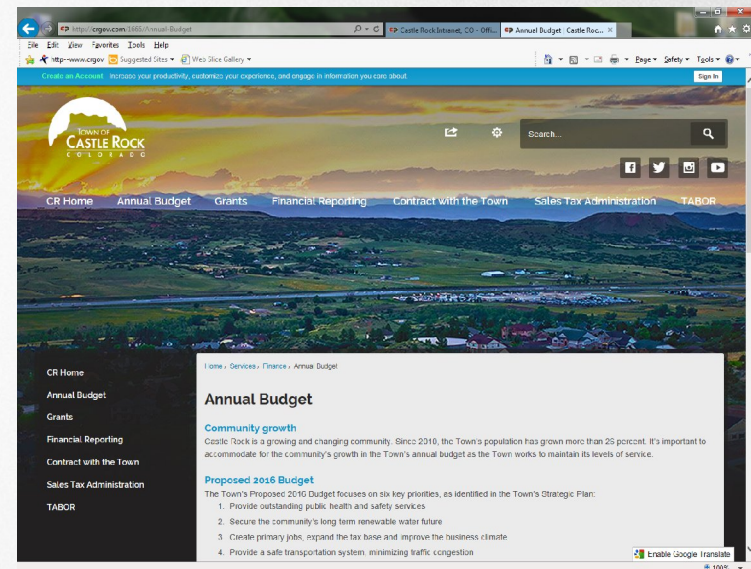 http://crgov.com/1665/Annual-Budget
Castle Rock Intranet, CO - Offi...
Annual Budget | Castle Roc...
File Edit View Favorites Tools Help
http--www.crgov
Suggested Sites
Web Slice Gallery
Page Safety Tools
Create an Account - Increase your productivity, customize your experience, and engage in information you care about.
Sign In
TOWN OF
CASTLE ROCK
COLORADO
Search...
CR Home Annual Budget Grants Financial Reporting Contract with the Town Sales Tax Administration TABOR
CR Home
Annual Budget
Grants
Financial Reporting
Contract with the Town
Sales Tax Administration
TABOR
Home › Services › Finance › Annual Budget
Annual Budget
Community growth
Castle Rock is a growing and changing community. Since 2010, the Town's population has grown more than 25 percent. It's important to
accommodate for the community's growth in the Town's annual budget as the Town works to maintain its levels of service.
Proposed 2016 Budget
The Town's Proposed 2016 Budget focuses on six key priorities, as identified in the Town's Strategic Plan:
1. Provide outstanding public health and safety services
2. Secure the community's long term renewable water future
3. Create primary jobs, expand the tax base and improve the business climate
4. Provide a safe transportation system, minimizing traffic congestion
Enable Google Translate
100%